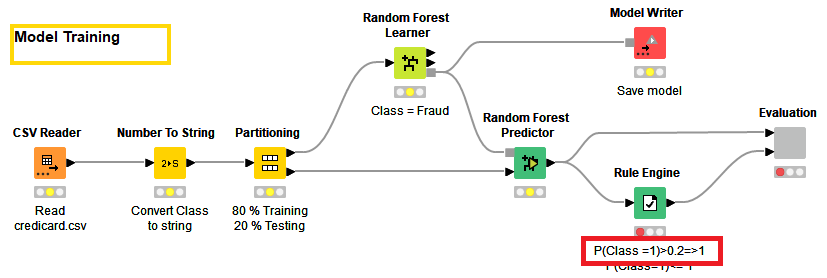 Model Training
Random Forest
Learner
Class = Fraud
Model Writer
Save model
CSV Reader
Read
credicard.csv
Number To String
2 S
Convert Class
to string
Partitioning
80 % Training
20 % Testing
Random Forest
Predictor
Rule Engine
P(Class =1)>0.2=>1
Evaluation